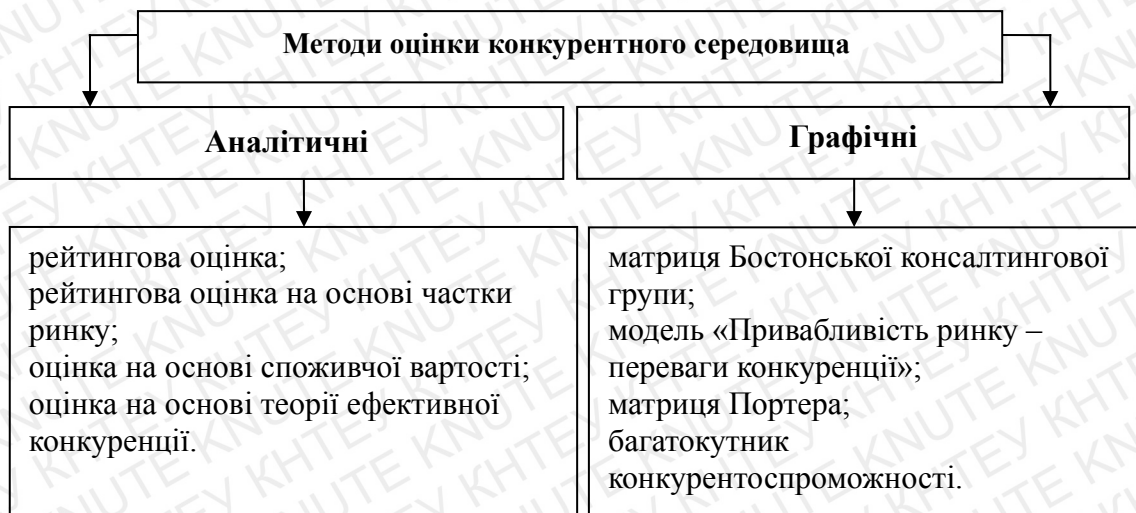 Методи оцінки конкурентного середовища
Аналітичні
Графічні
рейтингова оцінка;
рейтингова оцінка на основі частки
ринку;
оцінка на основі споживчої вартості;
оцінка на основі теорії ефективної
конкуренції.
матриця Бостонської консалтингової
групи;
модель «Привабливість ринку –
переваги конкуренції»;
матриця Портера;
багатокутник
конкурентоспроможності.